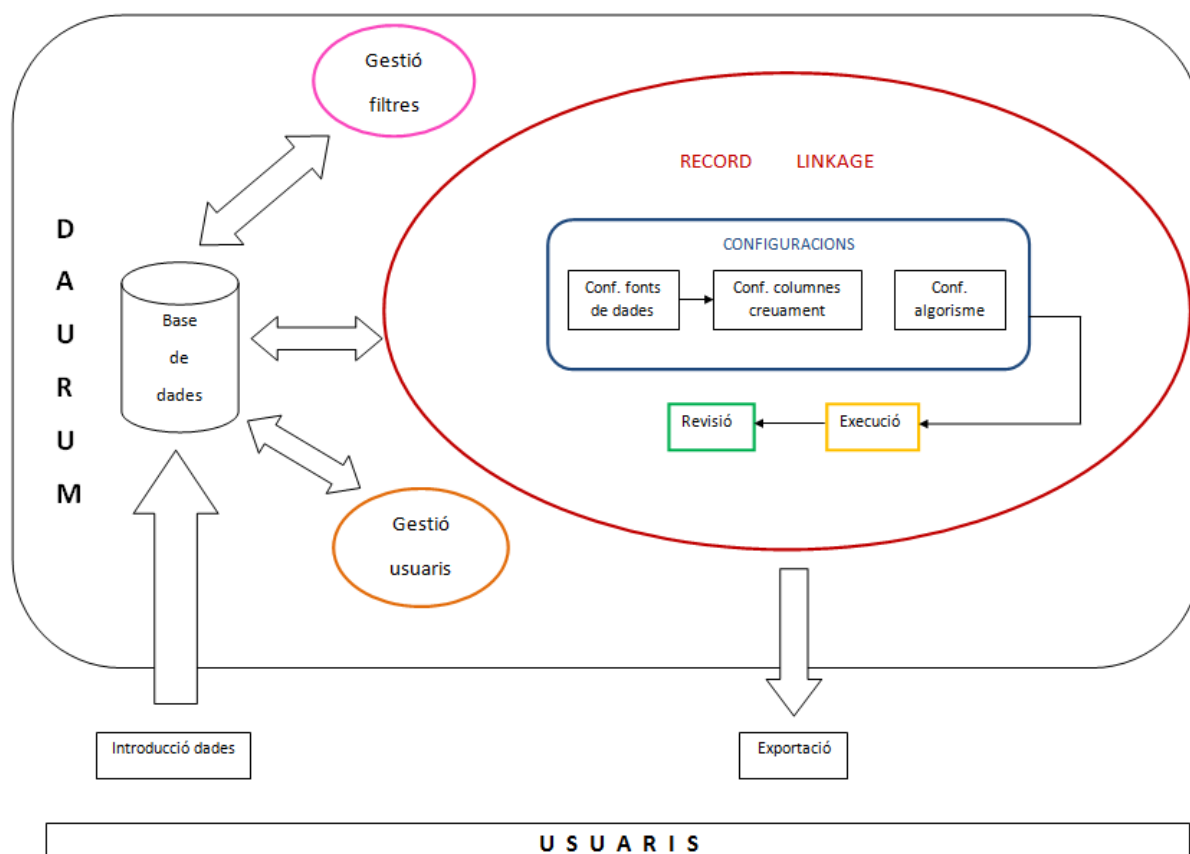 Gestió
filtres
RECORD LINKAGE
CONFIGURACIONS
Conf. fonts
de dades
Conf. columnes
creuament
Conf.
algorisme
D
A
U
R
U
M
Base
de
dades
Revisió
Execució
Gestió
usuaris
Introducció dades
Exportació
U S U A R I S